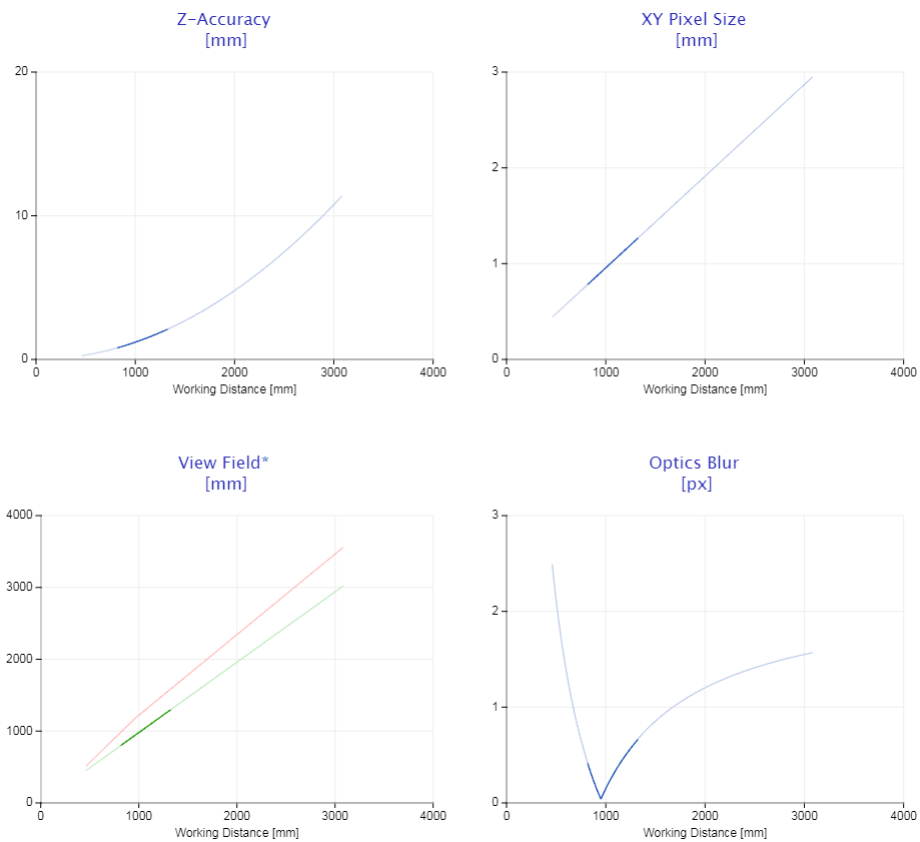 Z-Accuracy
[mm]
20
10
0
0 1000 2000 3000 4000
Working Distance [mm]
XY Pixel Size
[mm]
3
2
1
0
0 1000 2000 3000 4000
Working Distance [mm]
View Field*
[mm]
4000
3000
2000
1000
0
0 1000 2000 3000 4000
Working Distance [mm]
Optics Blur
[px]
3
2
1
0
0 1000 2000 3000 4000
Working Distance [mm]